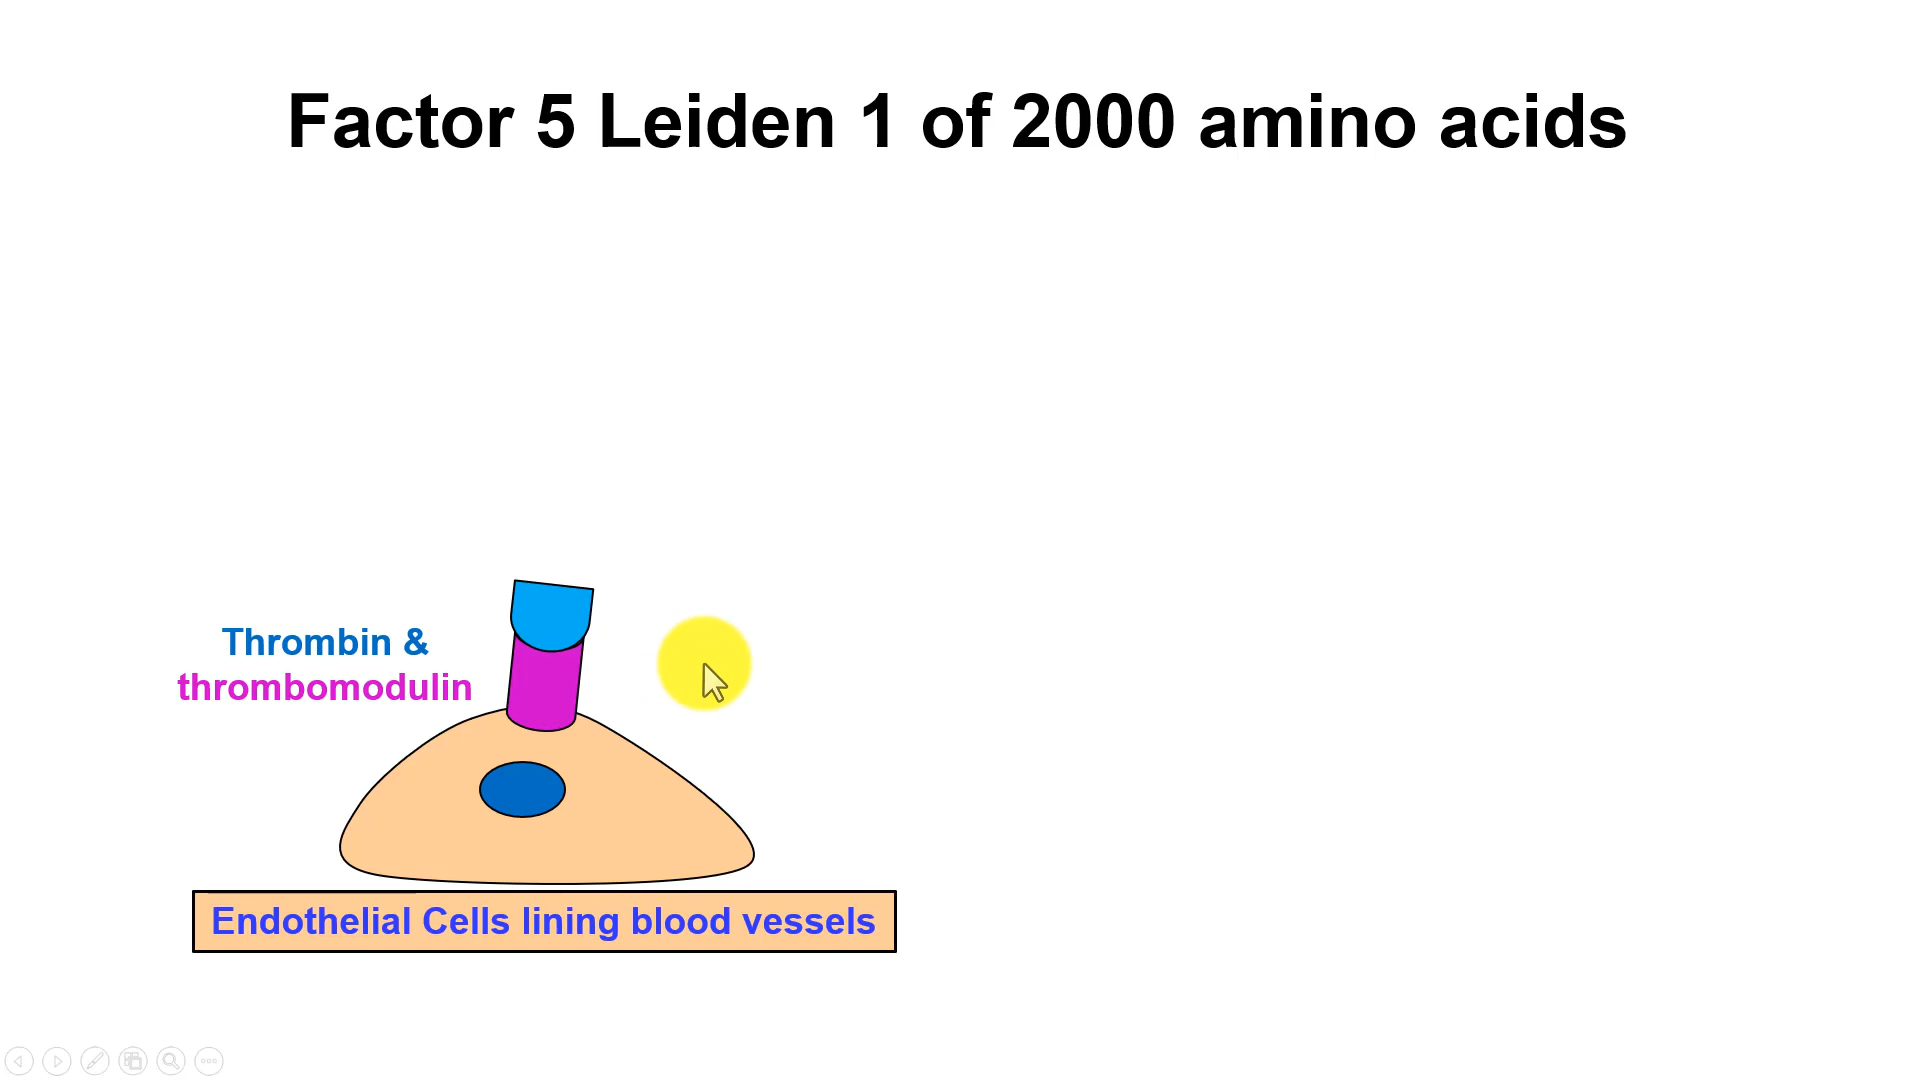 Factor 5 Leiden 1 of 2000 amino acids
Thrombin &
thrombomodulin
Endothelial Cells lining blood vessels